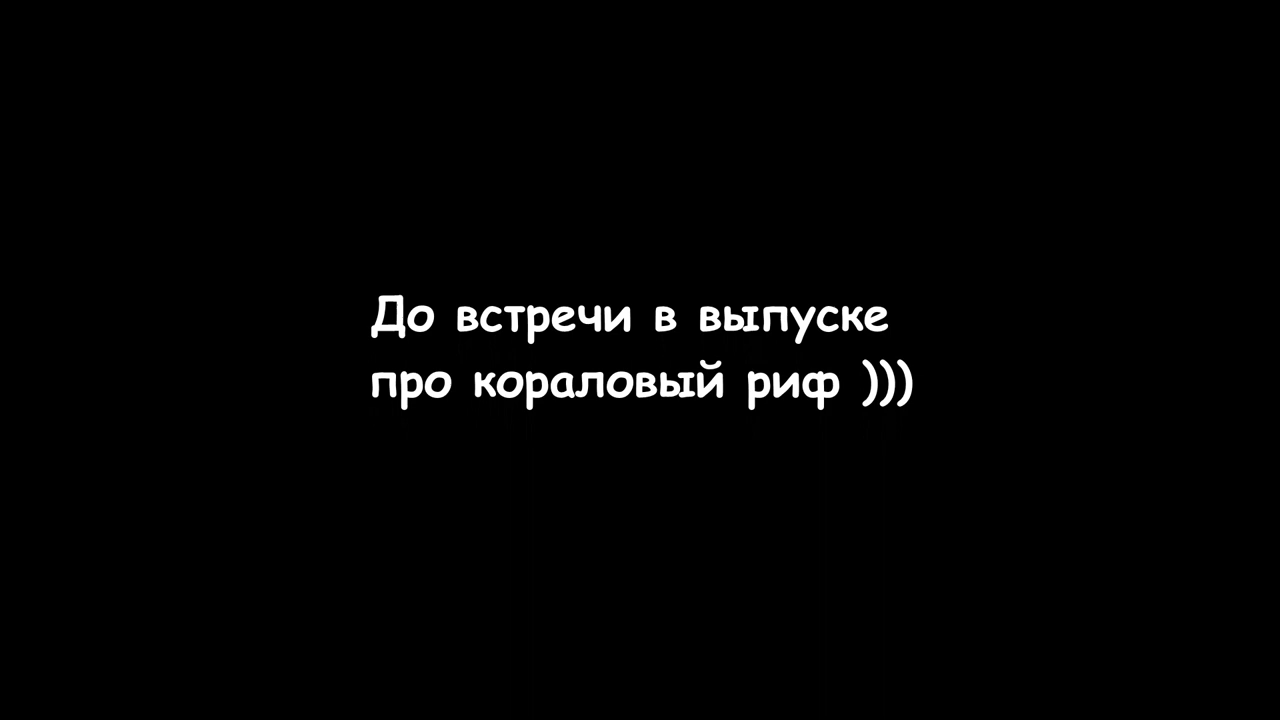 До встречи в выпуске
про кораловый риф )))